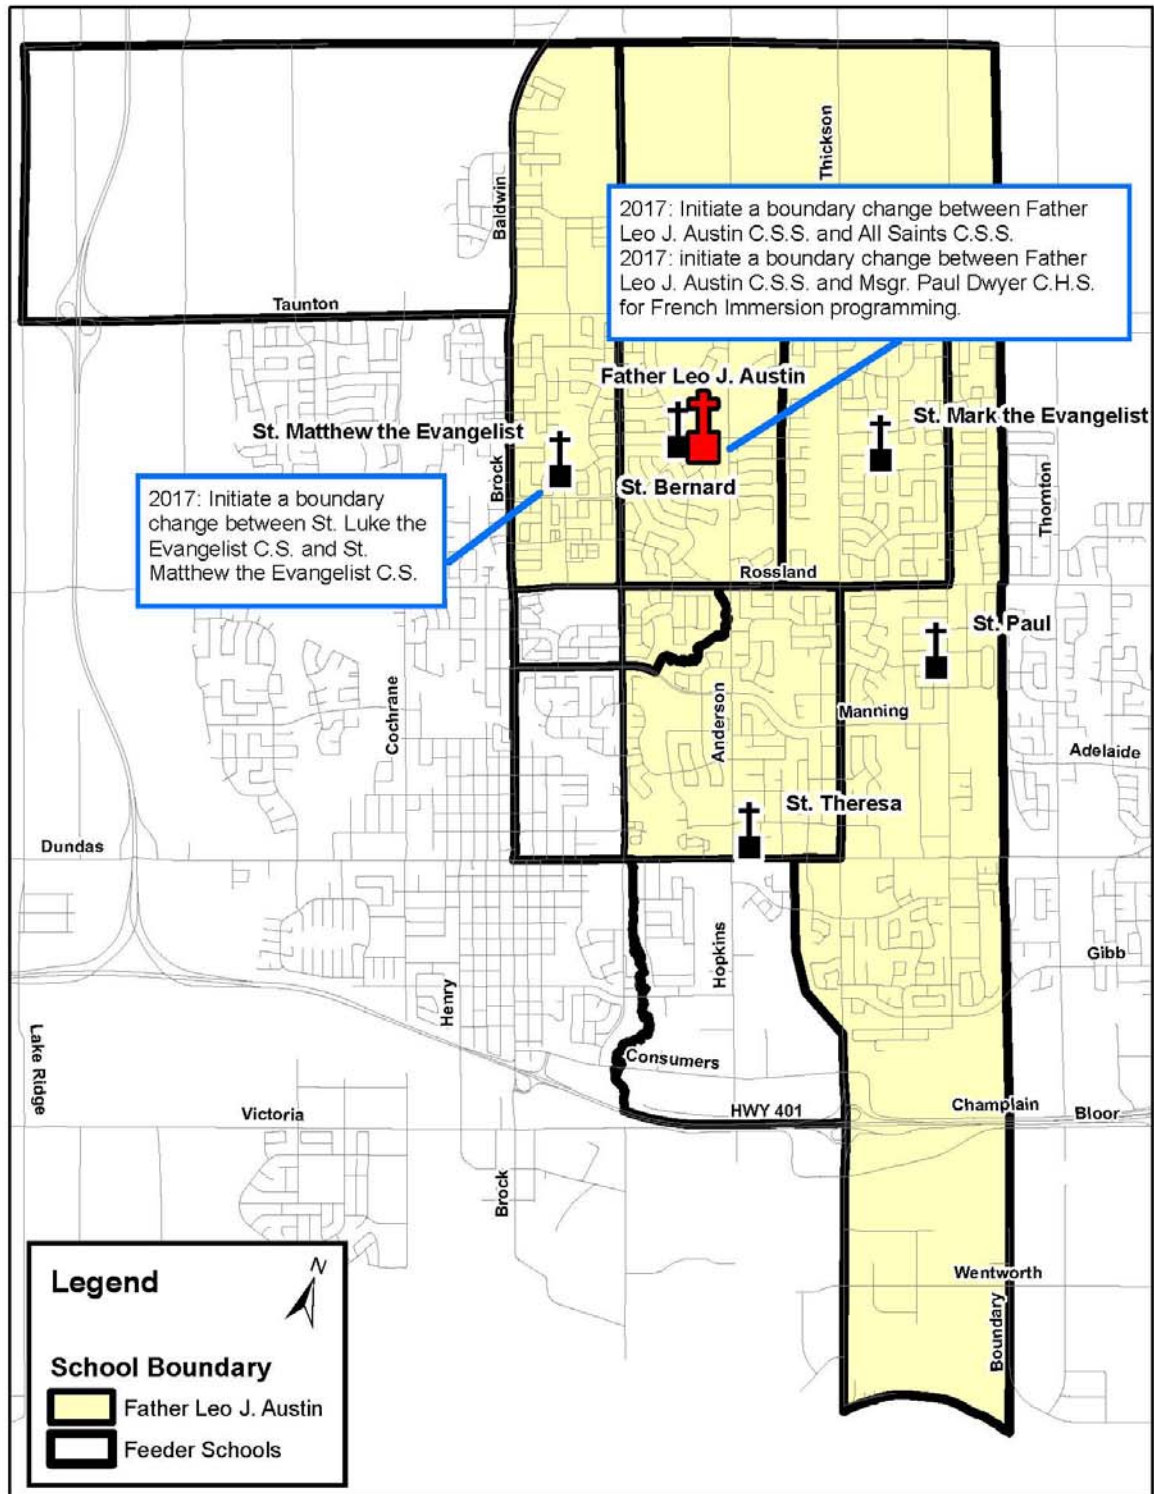 Thickson
Baldwin
2017: Initiate a boundary change between Father
Leo J. Austin C.S.S. and All Saints C.S.S.
2017: initiate a boundary change between Father
Leo J. Austin C.S.S. and Msgr. Paul Dwyer C.H.S.
for French Immersion programming.
Taunton
Father Leo J. Austin
St. Mark the Evangelist
St. Matthew the Evangelist
Brock
St. Bernard
Thornton
2017: Initiate a boundary
change between St. Luke the
Evangelist C.S. and St.
Matthew the Evangelist C.S.
Rossland
St. Paul
Cochrane
Anderson
Manning
Adelaide
St. Theresa
Dundas
Hopkins
Gibb
Henry
Lake Ridge
Consumers
Victoria
HWY 401
Champlain
Bloor
Brock
Wentworth
Boundary
Legend
N
School Boundary
Father Leo J. Austin
Feeder Schools